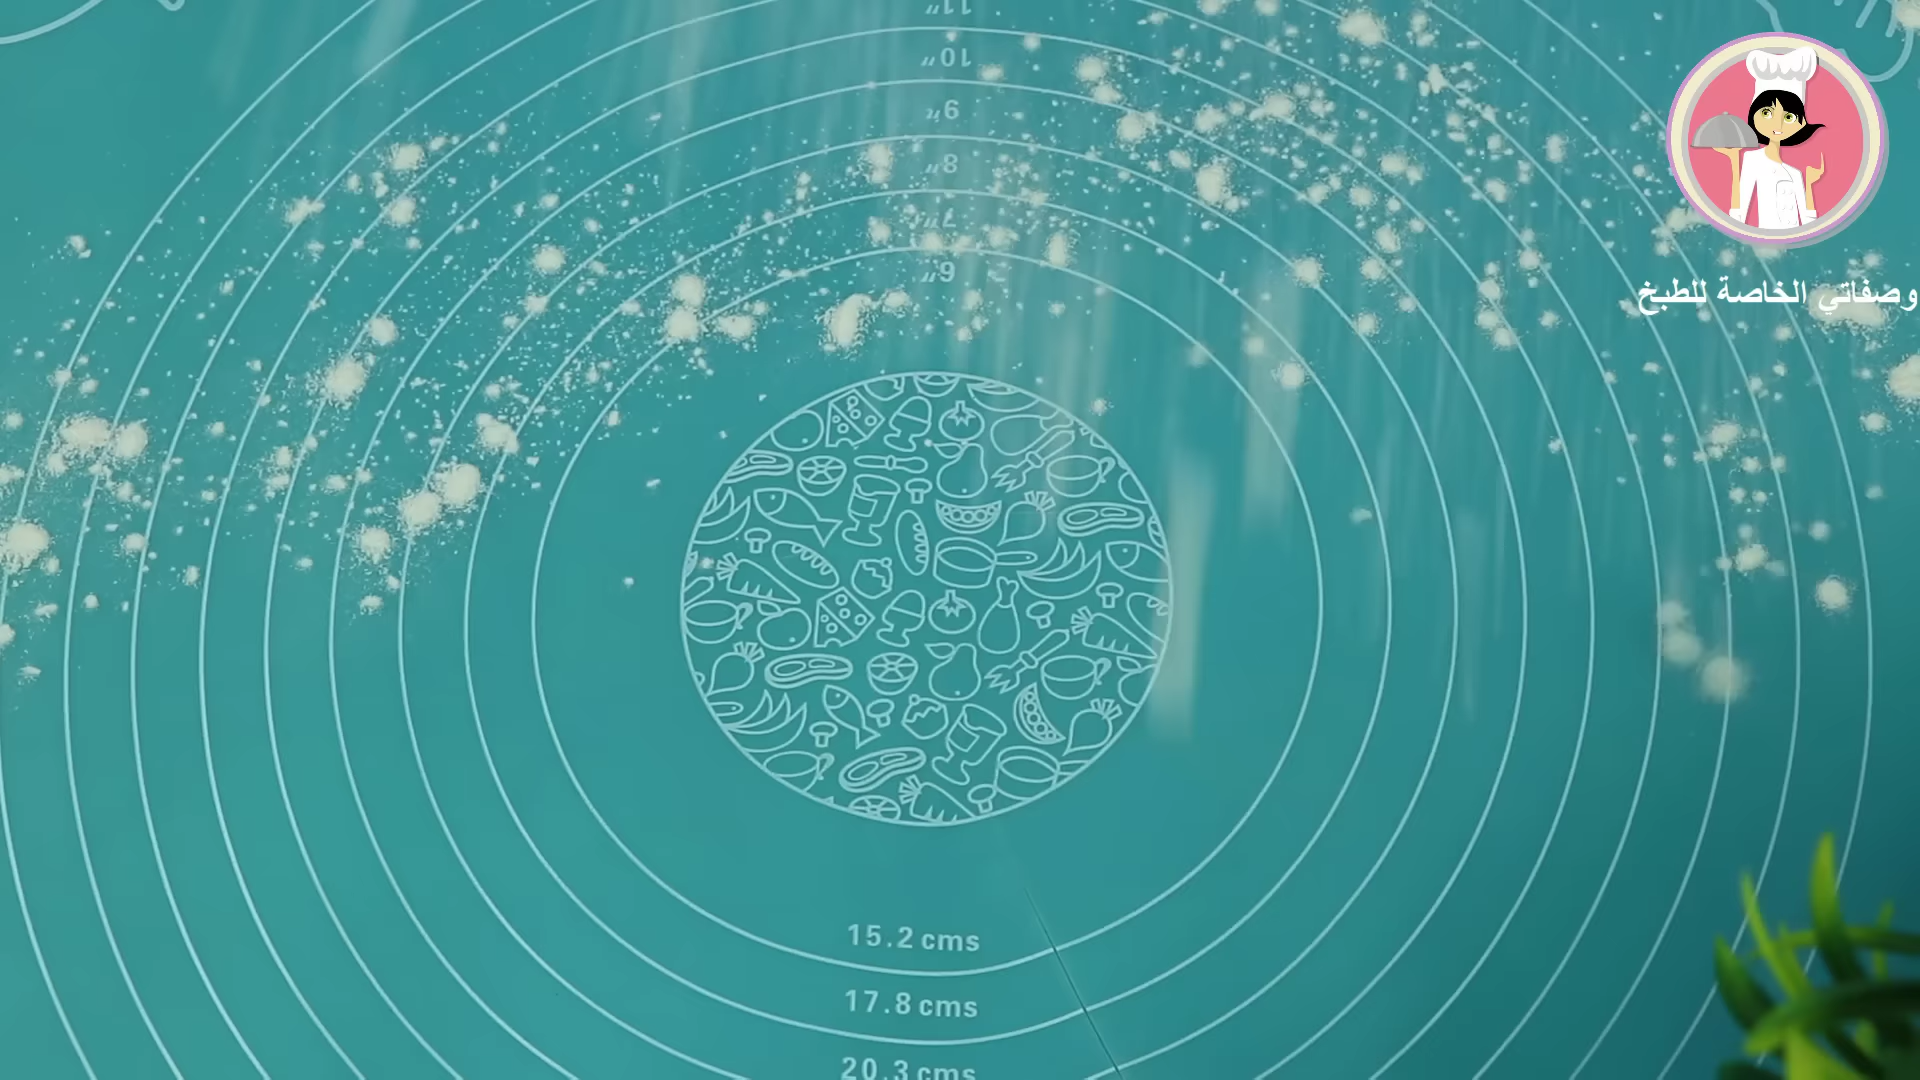 11"
10"
9"
8"
7"
6"
وصفاتي الخاصة للطبخ
15.2 cms
17.8 cms
20.3 cms